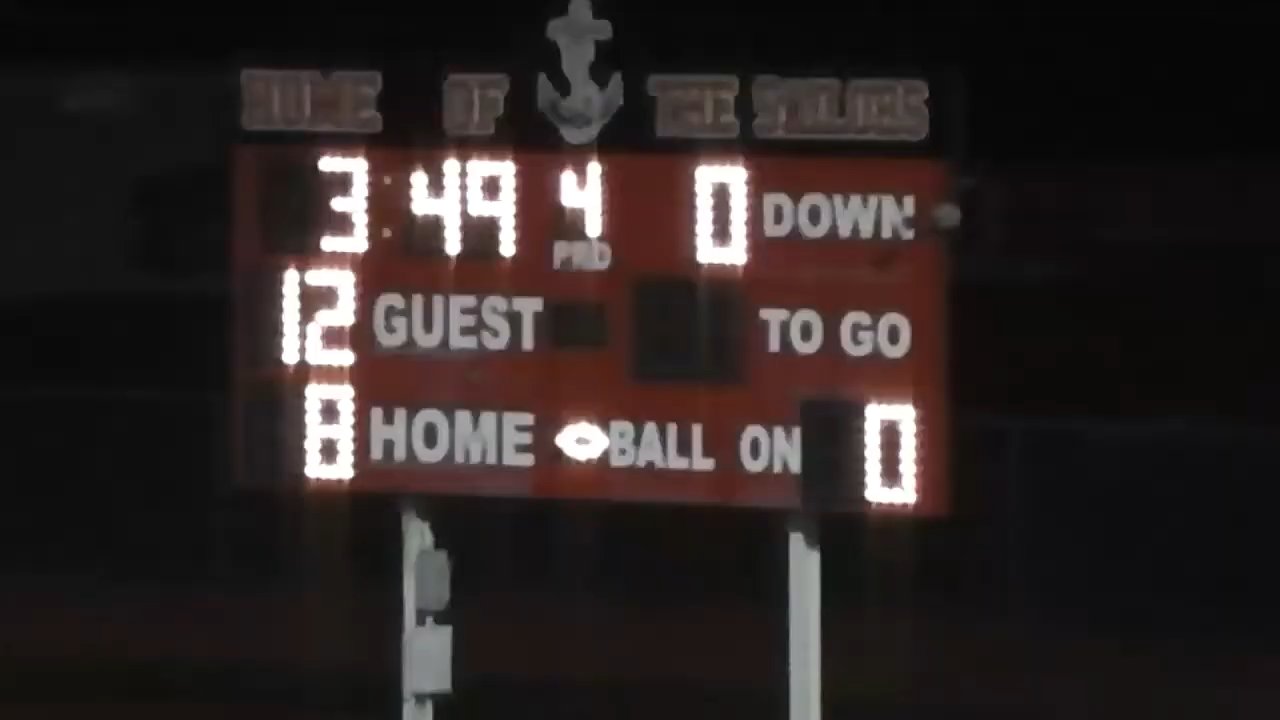 HOME OF THE SAILORS
3:49 4 0 DOWN
PRD
12 GUEST TO GO
8 HOME BALL ON 0